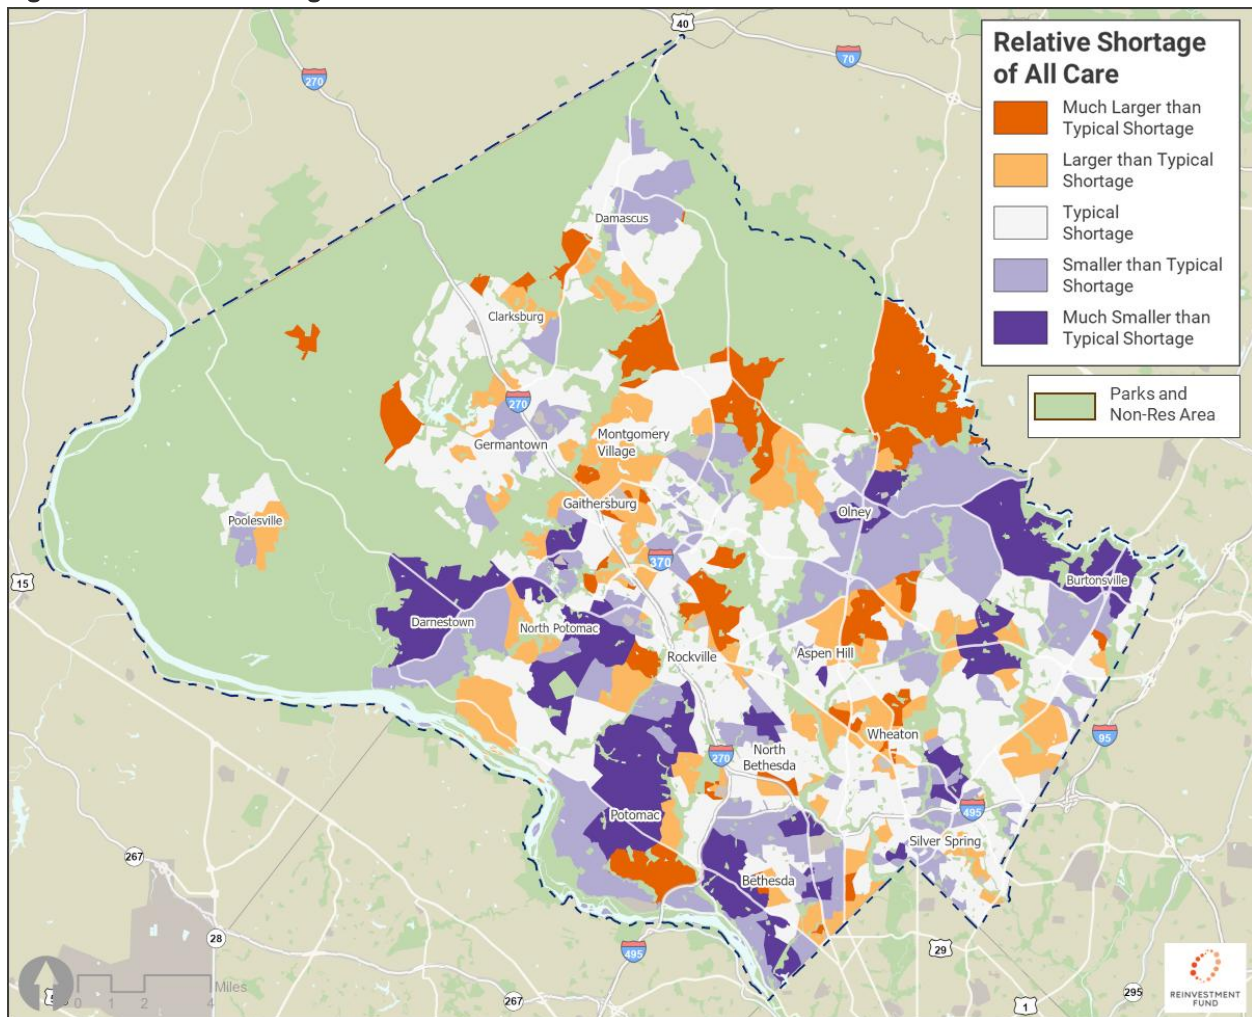 40
70
270
Relative Shortage
of All Care
Much Larger than
Typical Shortage
Larger than Typical
Shortage
Typical
Shortage
Smaller than Typical
Shortage
Much Smaller than
Typical Shortage
Parks and
Non-Res Area
Damascus
Clarksburg
270
Germantown
Montgomery
Village
Gaithersburg
Poolesville
Olney
15
370
Burtonsville
Darnestown
North Potomac
Rockville
Aspen Hill
95
Wheaton
270
North
Bethesda
Potomac
495
Silver Spring
267
Bethesda
28
495
29
0 1 2 4
Miles
267
1
295
REINVESTMENT
FUND